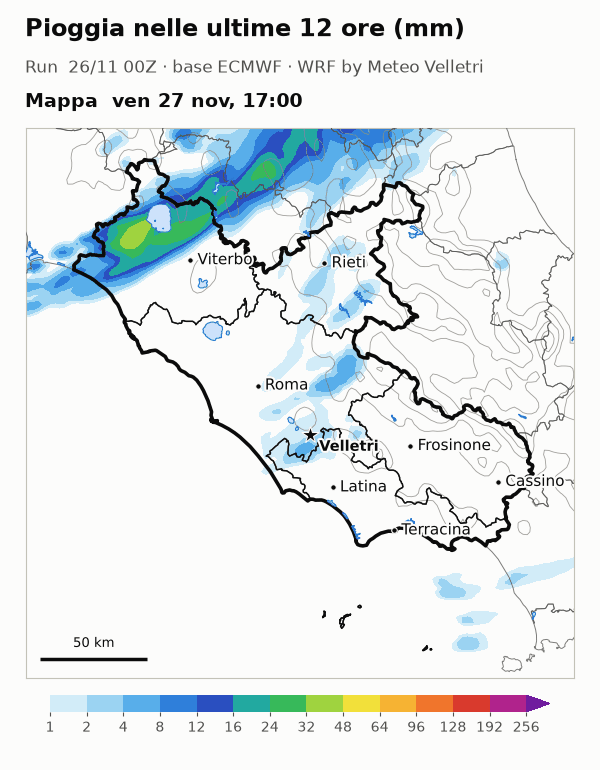 Pioggia nelle ultime 12 ore (mm)
Run  26/11 00Z · base ECMWF · WRF by Meteo Velletri
Mappa  ven 27 nov, 17:00
Viterbo
Rieti
Roma
Velletri
Frosinone
Latina
Cassino
Terracina
50 km
1 2 4 8 12 16 24 32 48 64 96 128 192 256